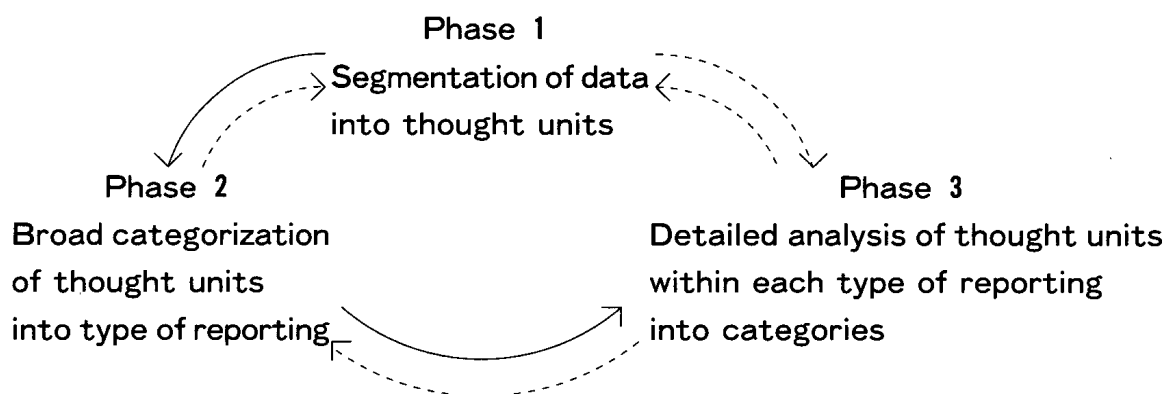 Phase 1
Segmentation of data
into thought units
Phase 2
Broad categorization
of thought units
into type of reporting
Phase 3
Detailed analysis of thought units
within each type of reporting
into categories